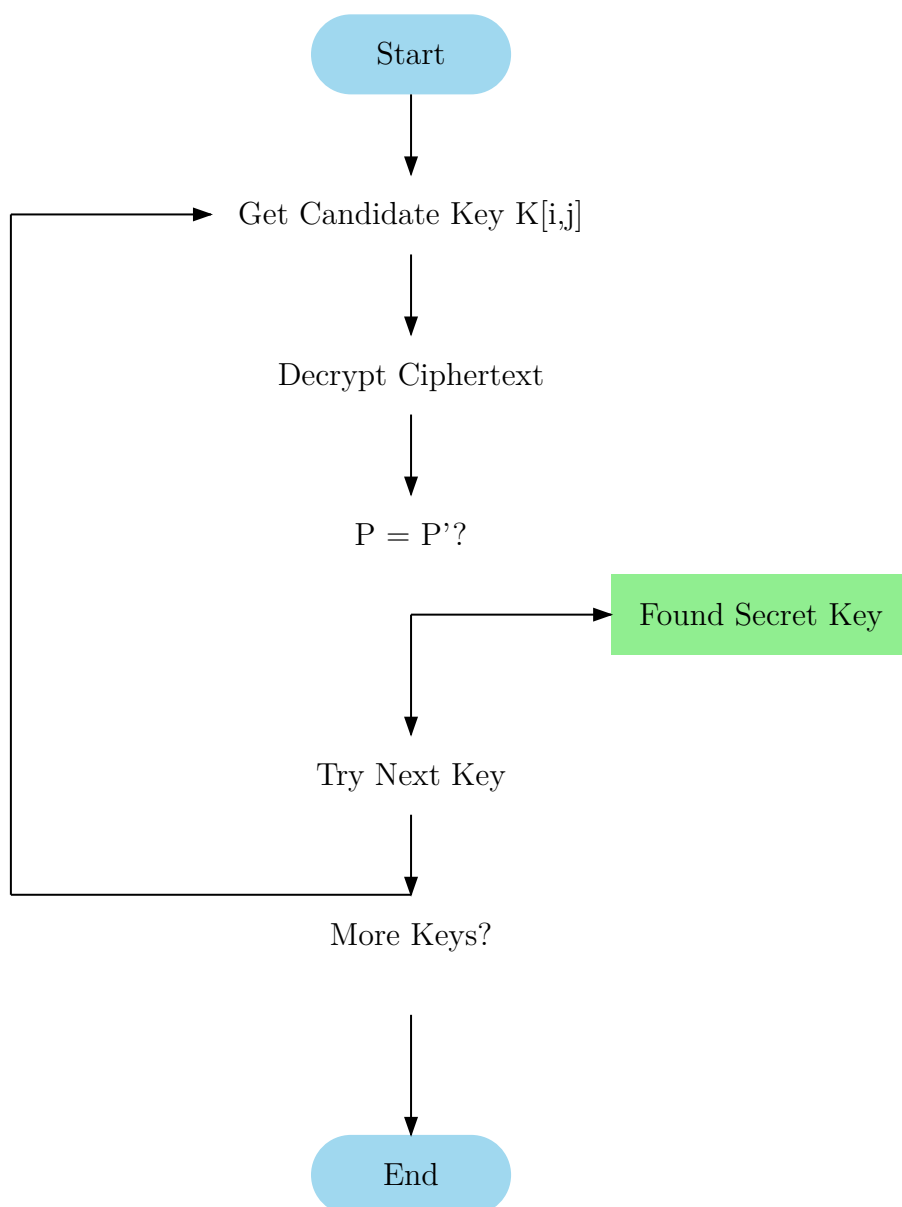 Start
Get Candidate Key K[i,j]
Decrypt Ciphertext
P = P’?
Found Secret Key
Try Next Key
More Keys?
End